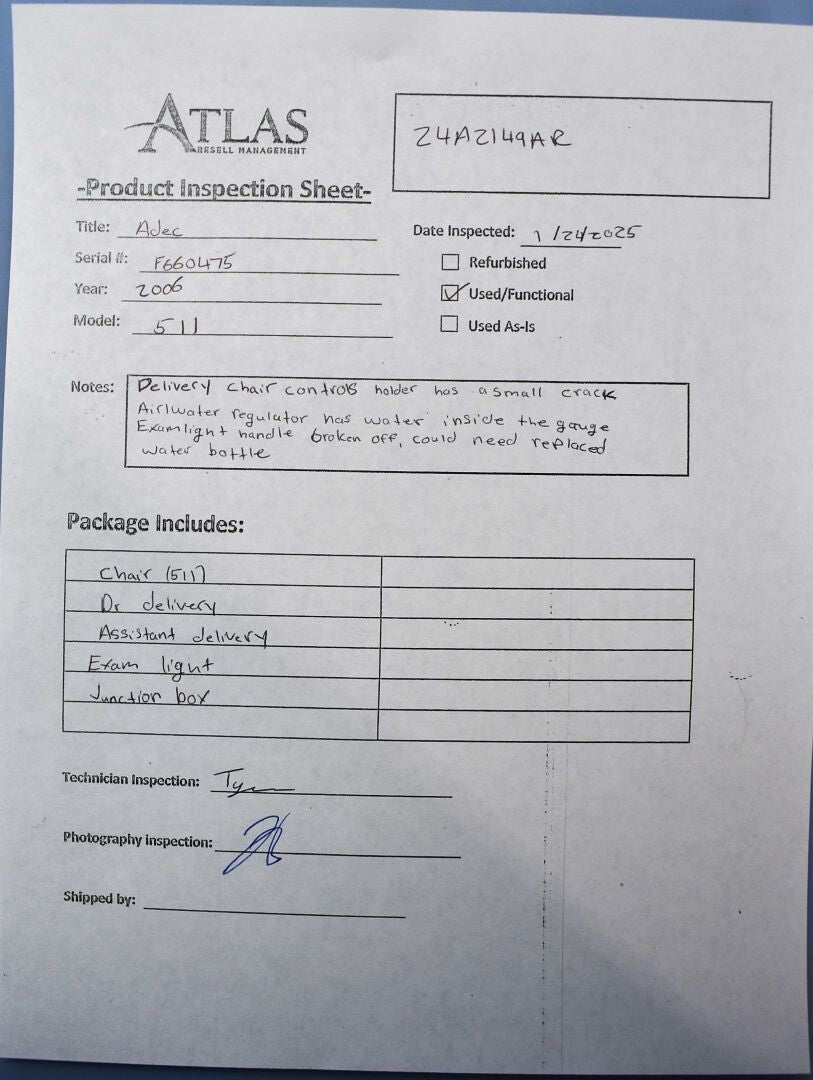 ATLAS
RESELL MANAGEMENT
24A2149AR
-Product Inspection Sheet-
Title: Adec
Date Inspected: 1/24/2025
Serial #: F660475
Refurbished
Year: 2006
Used/Functional
Model: 511
Used As-Is
Notes: Delivery chair controls holder has a small crack
Air/water regulator has water inside the gauge
Exam light handle broken off, could need replaced
water bottle
Package Includes:
Chair (511)
Dr delivery
Assistant delivery
Exam light
Junction box
Technician Inspection:
Photography inspection:
Shipped by: